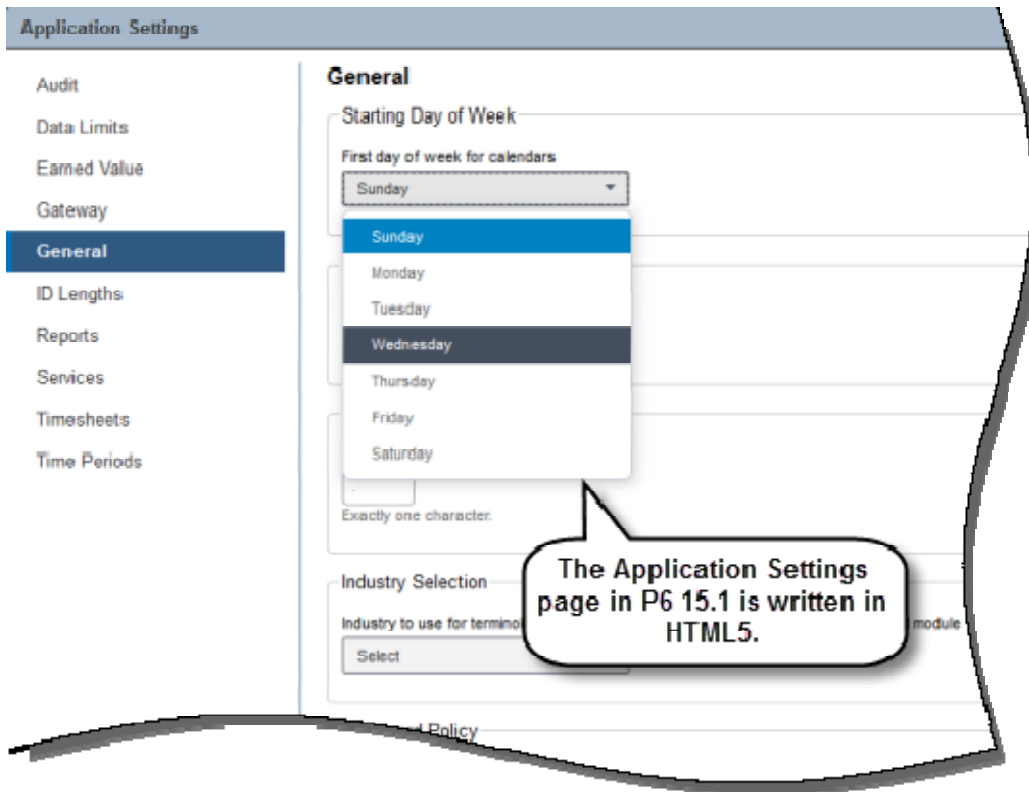 Application Settings
Audit
Data Limits
Earned Value
Gateway
General
ID Lengths
Reports
Services
Timesheets
Time Periods
General
Starting Day of Week
First day of week for calendars
Sunday
Sunday
Monday
Tuesday
Wednesday
Thursday
Friday
Saturday
Exactly one character.
Industry Selection
Industry to use for module
Select
Policy
The Application Settings
page in P6 15.1 is written in
HTML5.